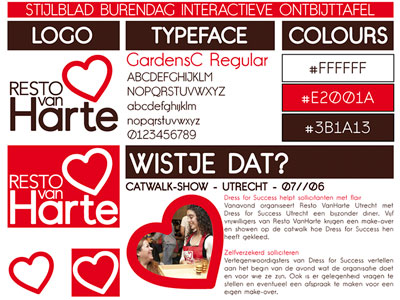 STIJLBLAD BURENDAG INTERACTIEVE ONTBIJTTAFEL
LOGO
TYPEFACE
COLOURS
RESTO
van
Harte
GardensC Regular
ABCDEFGHIJKLM
NOPQRSTUVWXYZ
abcdefghijklm
nopqrstuvwxyz
0123456789
#FFFFFF
#E2001A
#3B1A13
RESTO
van
Harte
WISTJE DAT?
CATWALK-SHOW - UTRECHT - 07//06
Dress for Success helpt sollicitanten met flair
Vanavond organiseert Resto VanHarte Utrecht met
Dress for Success Utrecht een bijzonder diner. Vijf
vrijwilligers van Resto VanHarte krugen een make-over
en showen op de catwalk hoe Dress for Success hen
heeft gekleed.
Zelfverzekerd solliciteren
Vertegenwoordigsters van Dress for Success vertellen
aan het begin van de avond wat de organisatie doet
en voor wie ze zijn. Ook is er gelegenheid vragen te
stellen en eventueel een afspraak te maken voor een
eigen make-over.